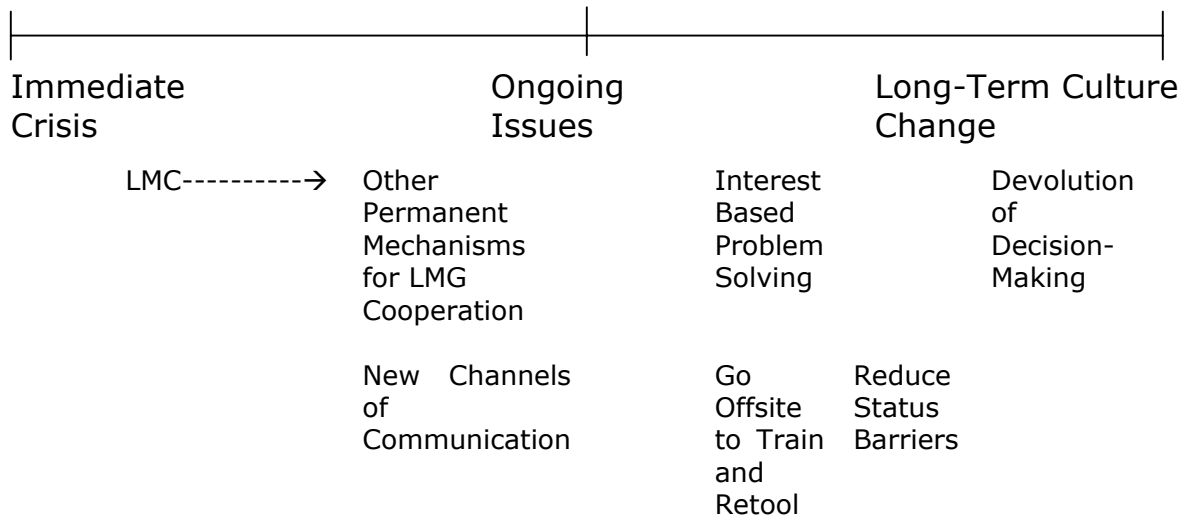 Immediate
Crisis
Ongoing
Issues
Long-Term Culture
Change
LMC----------→
Other
Permanent
Mechanisms
for LMG
Cooperation
Interest
Based
Problem
Solving
Devolution
of
Decision-
Making
New Channels
of
Communication
Go
Offsite
to Train
and
Retool
Reduce
Status
Barriers